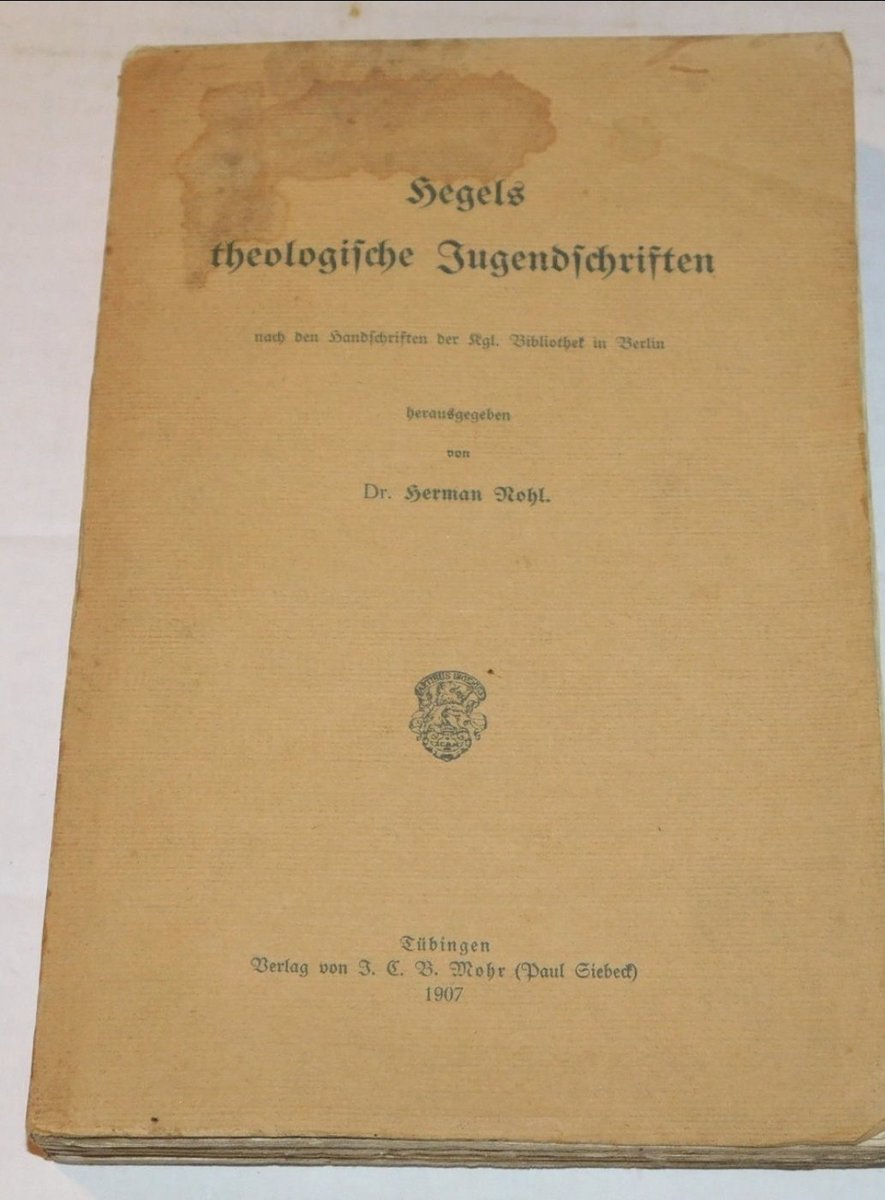 Hegels
theologische Jugendschriften
nach den Handschriften der Kgl. Bibliothek in Berlin
herausgegeben
von
Dr. Herman Nohl.
Tübingen
Verlag von J. C. B. Mohr (Paul Siebeck)
1907